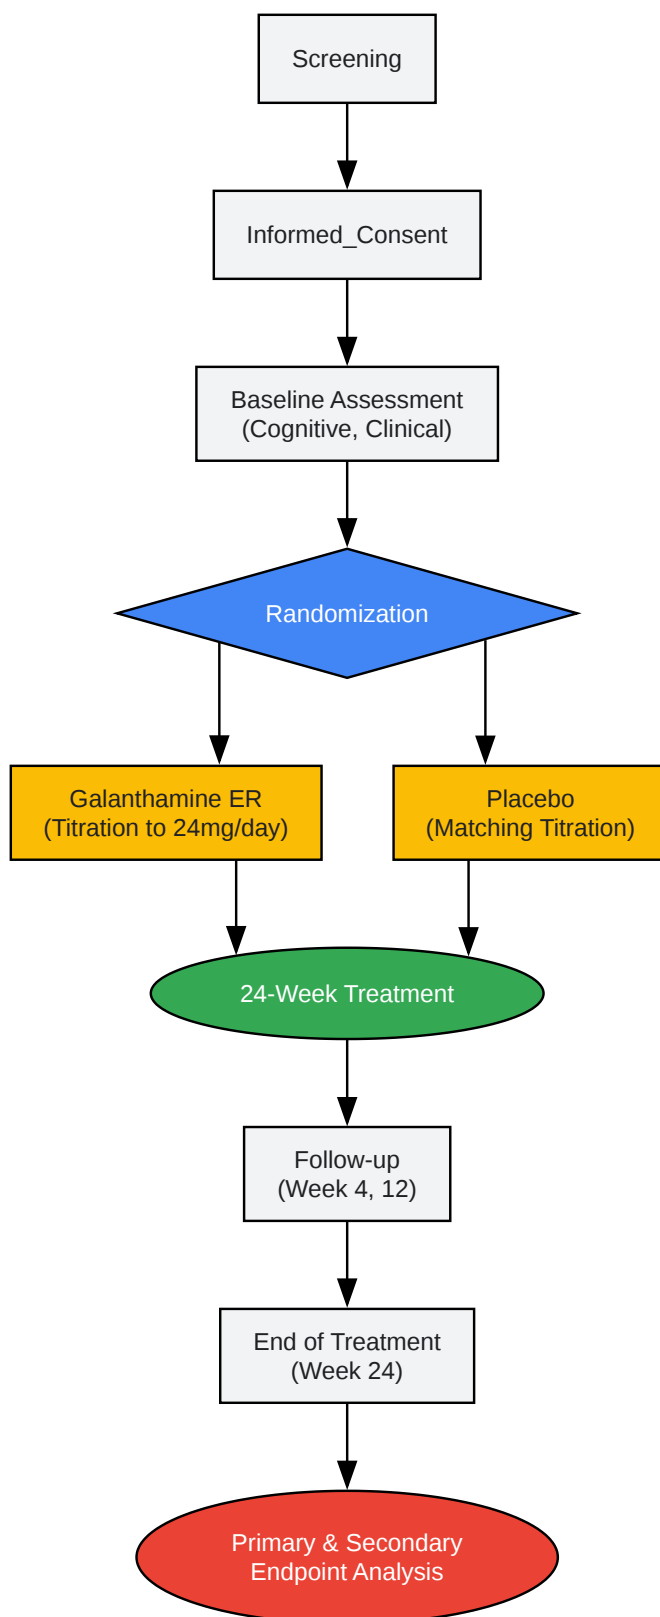 Screening
Informed_Consent
Baseline Assessment
(Cognitive, Clinical)
Randomization
Galanthamine ER
(Titration to 24mg/day)
Placebo
(Matching Titration)
24-Week Treatment
Follow-up
(Week 4, 12)
End of Treatment
(Week 24)
Primary & Secondary
Endpoint Analysis